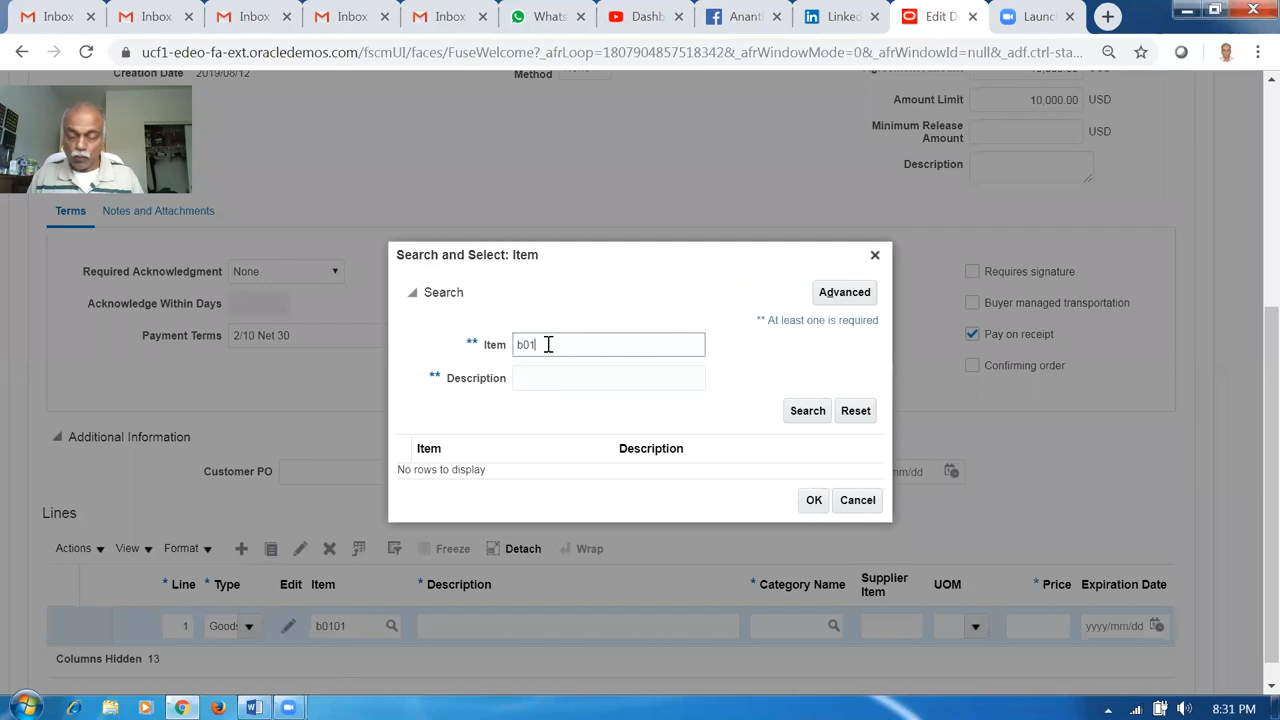 Inbox
Inbox
Inbox
Inbox
Inbox
What
Dash
Anan
Linke
Edit D
Launc
ucf1-edeo-fa-ext.oracledemos.com/fscmUI/faces/FuseWelcome?_afrLoop=1807904857518342&_afrWindowMode=0&_afrWindowId=null&_adf.ctrl-sta...
Creation Date 2019/08/12
Method
Amount Limit 10,000.00 USD
Minimum Release Amount USD
Description
Terms Notes and Attachments
Required Acknowledgment None
Acknowledge Within Days
Payment Terms 2/10 Net 30
Requires signature
Buyer managed transportation
Pay on receipt
Confirming order
Search and Select: Item
Search Advanced
** At least one is required
** Item b01
** Description
Search Reset
Item Description
No rows to display
OK Cancel
Additional Information
Customer PO
mm/dd
Lines
Actions View Format Freeze Detach Wrap
* Line * Type Edit Item * Description * Category Name Supplier Item UOM * Price Expiration Date
1 Goods b0101 yyyy/mm/dd
Columns Hidden 13
8:31 PM